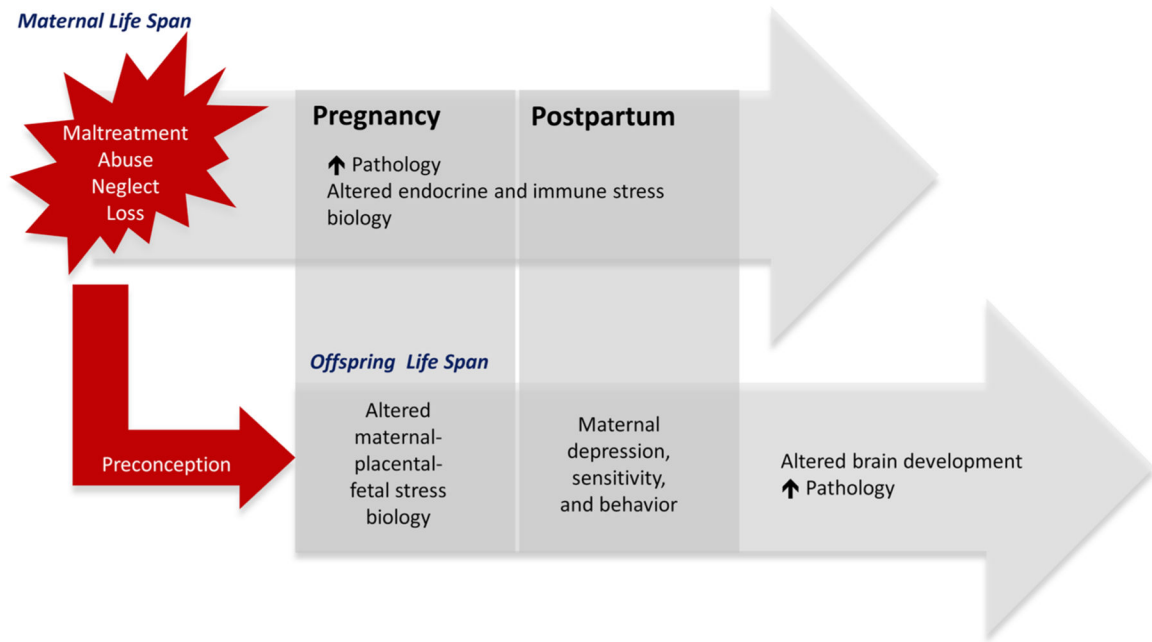 Maternal Life Span
Maltreatment
Abuse
Neglect
Loss
Pregnancy
Postpartum
↑ Pathology
Altered endocrine and immune stress
biology
Offspring Life Span
Preconception
Altered
maternal-
placental-
fetal stress
biology
Maternal
depression,
sensitivity,
and behavior
Altered brain development
↑ Pathology